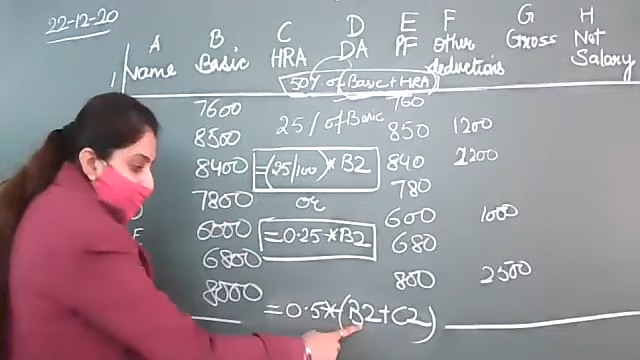 22-12-20
A B C D E F G H
1 Name Basic HRA DA PF Other deductions Gross Net Salary
50% of (Basic + HRA)
7600 760
8500 25% of Basic 850 1200
8400 =(25/100)* B2 840 2200
7800 or 780
6000 =0.25*B2 600 1000
6800 680
8000 800 2500
=0.5*(B2+C2)